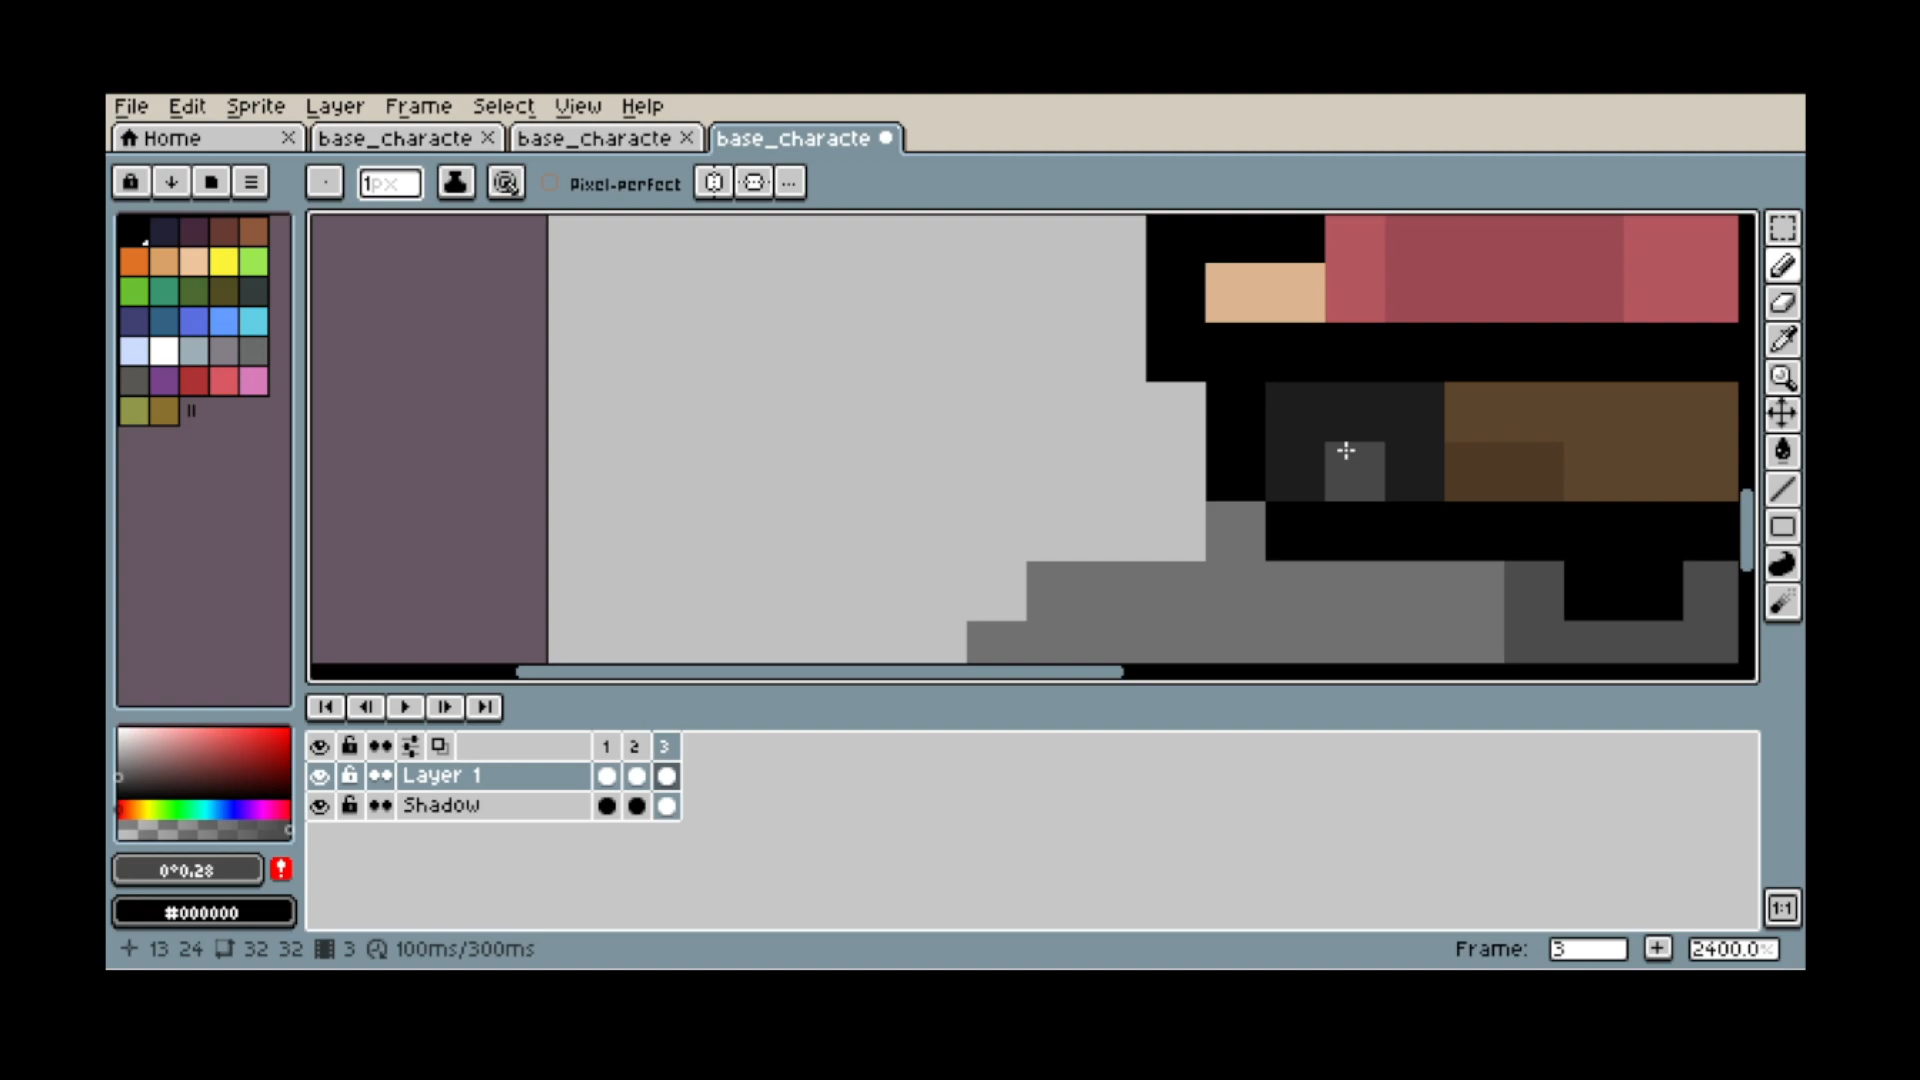 File Edit Sprite Layer Frame Select View Help
Home base_characte base_characte base_characte
1px Pixel-perfect ...
1 2 3
Layer 1
Shadow
0°0.28 !
#000000
13 24 32 32 3 100ms/300ms Frame: 3 + 2400.0%
1:1